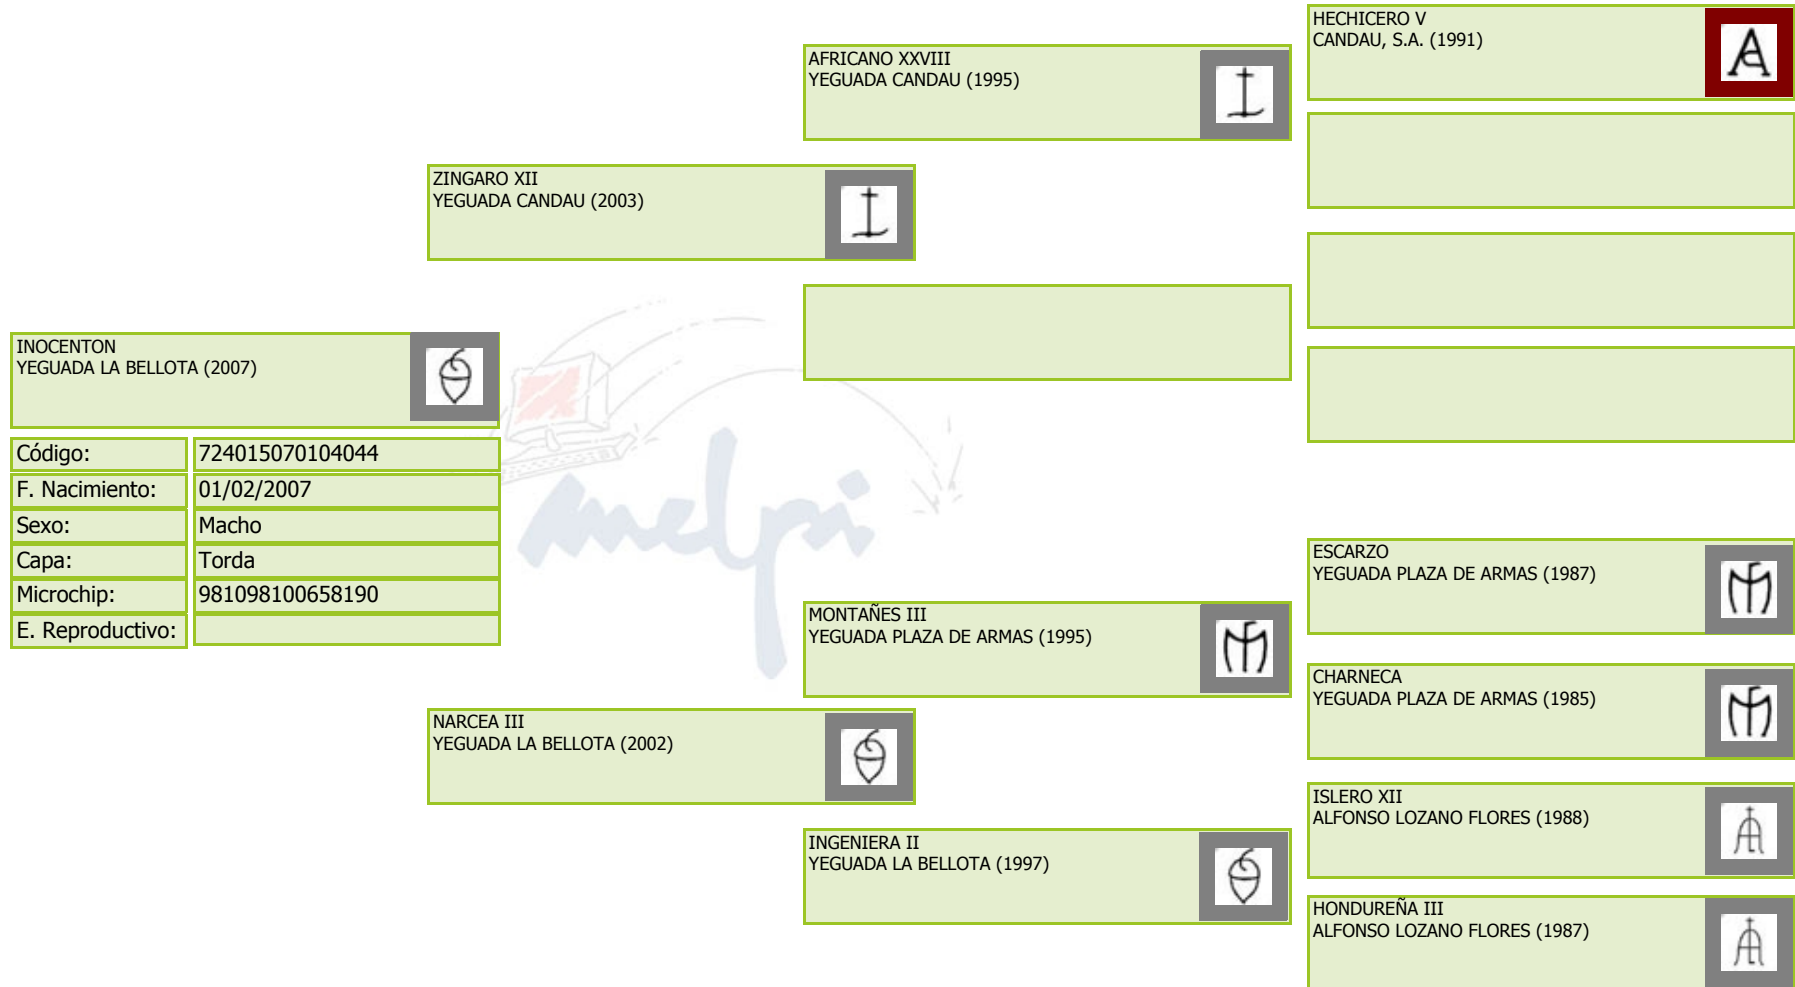 HECHICERO V
CANDAU, S.A. (1991)
AFRICANO XXVIII
YEGUADA CANDAU (1995)
ZINGARO XII
YEGUADA CANDAU (2003)
INOCENTON
YEGUADA LA BELLOTA (2007)
Código: 724015070104044
F. Nacimiento: 01/02/2007
Sexo: Macho
Capa: Torda
Microchip: 981098100658190
E. Reproductivo:
melpi
ESCARZO
YEGUADA PLAZA DE ARMAS (1987)
MONTAÑES III
YEGUADA PLAZA DE ARMAS (1995)
CHARNECA
YEGUADA PLAZA DE ARMAS (1985)
NARCEA III
YEGUADA LA BELLOTA (2002)
ISLERO XII
ALFONSO LOZANO FLORES (1988)
INGENIERA II
YEGUADA LA BELLOTA (1997)
HONDUREÑA III
ALFONSO LOZANO FLORES (1987)